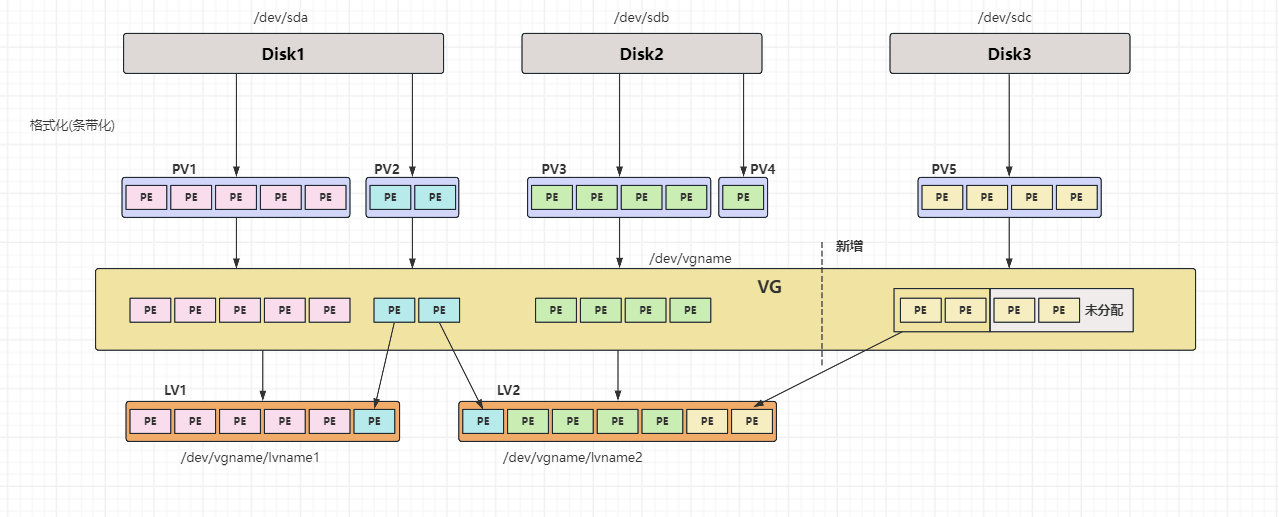 /dev/sda /dev/sdb /dev/sdc
Disk1 Disk2 Disk3
格式化(条带化)
PV1 PV2 PV3 PV4 PV5
PE PE PE PE PE PE PE PE PE PE PE PE PE PE PE PE
新增
/dev/vgname
VG
PE PE PE PE PE PE PE PE PE PE PE PE PE PE PE 未分配
LV1 LV2
PE PE PE PE PE PE PE PE PE PE PE PE PE
/dev/vgname/lvname1 /dev/vgname/lvname2